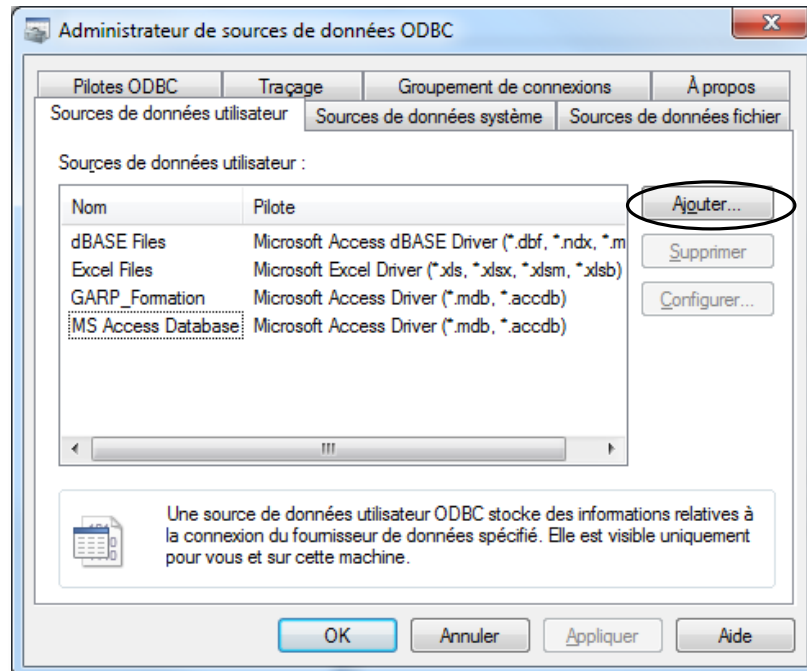 Administrateur de sources de données ODBC
Pilotes ODBC Traçage Groupement de connexions À propos
Sources de données utilisateur Sources de données système Sources de données fichier
Sources de données utilisateur :
Nom Pilote
dBASE Files Microsoft Access dBASE Driver (*.dbf, *.ndx, *.m
Excel Files Microsoft Excel Driver (*.xls, *.xlsx, *.xlsm, *.xlsb)
GARP_Formation Microsoft Access Driver (*.mdb, *.accdb)
MS Access Database Microsoft Access Driver (*.mdb, *.accdb)
Ajouter...
Supprimer
Configurer...
Une source de données utilisateur ODBC stocke des informations relatives à
la connexion du fournisseur de données spécifié. Elle est visible uniquement
pour vous et sur cette machine.
OK Annuler Appliquer Aide